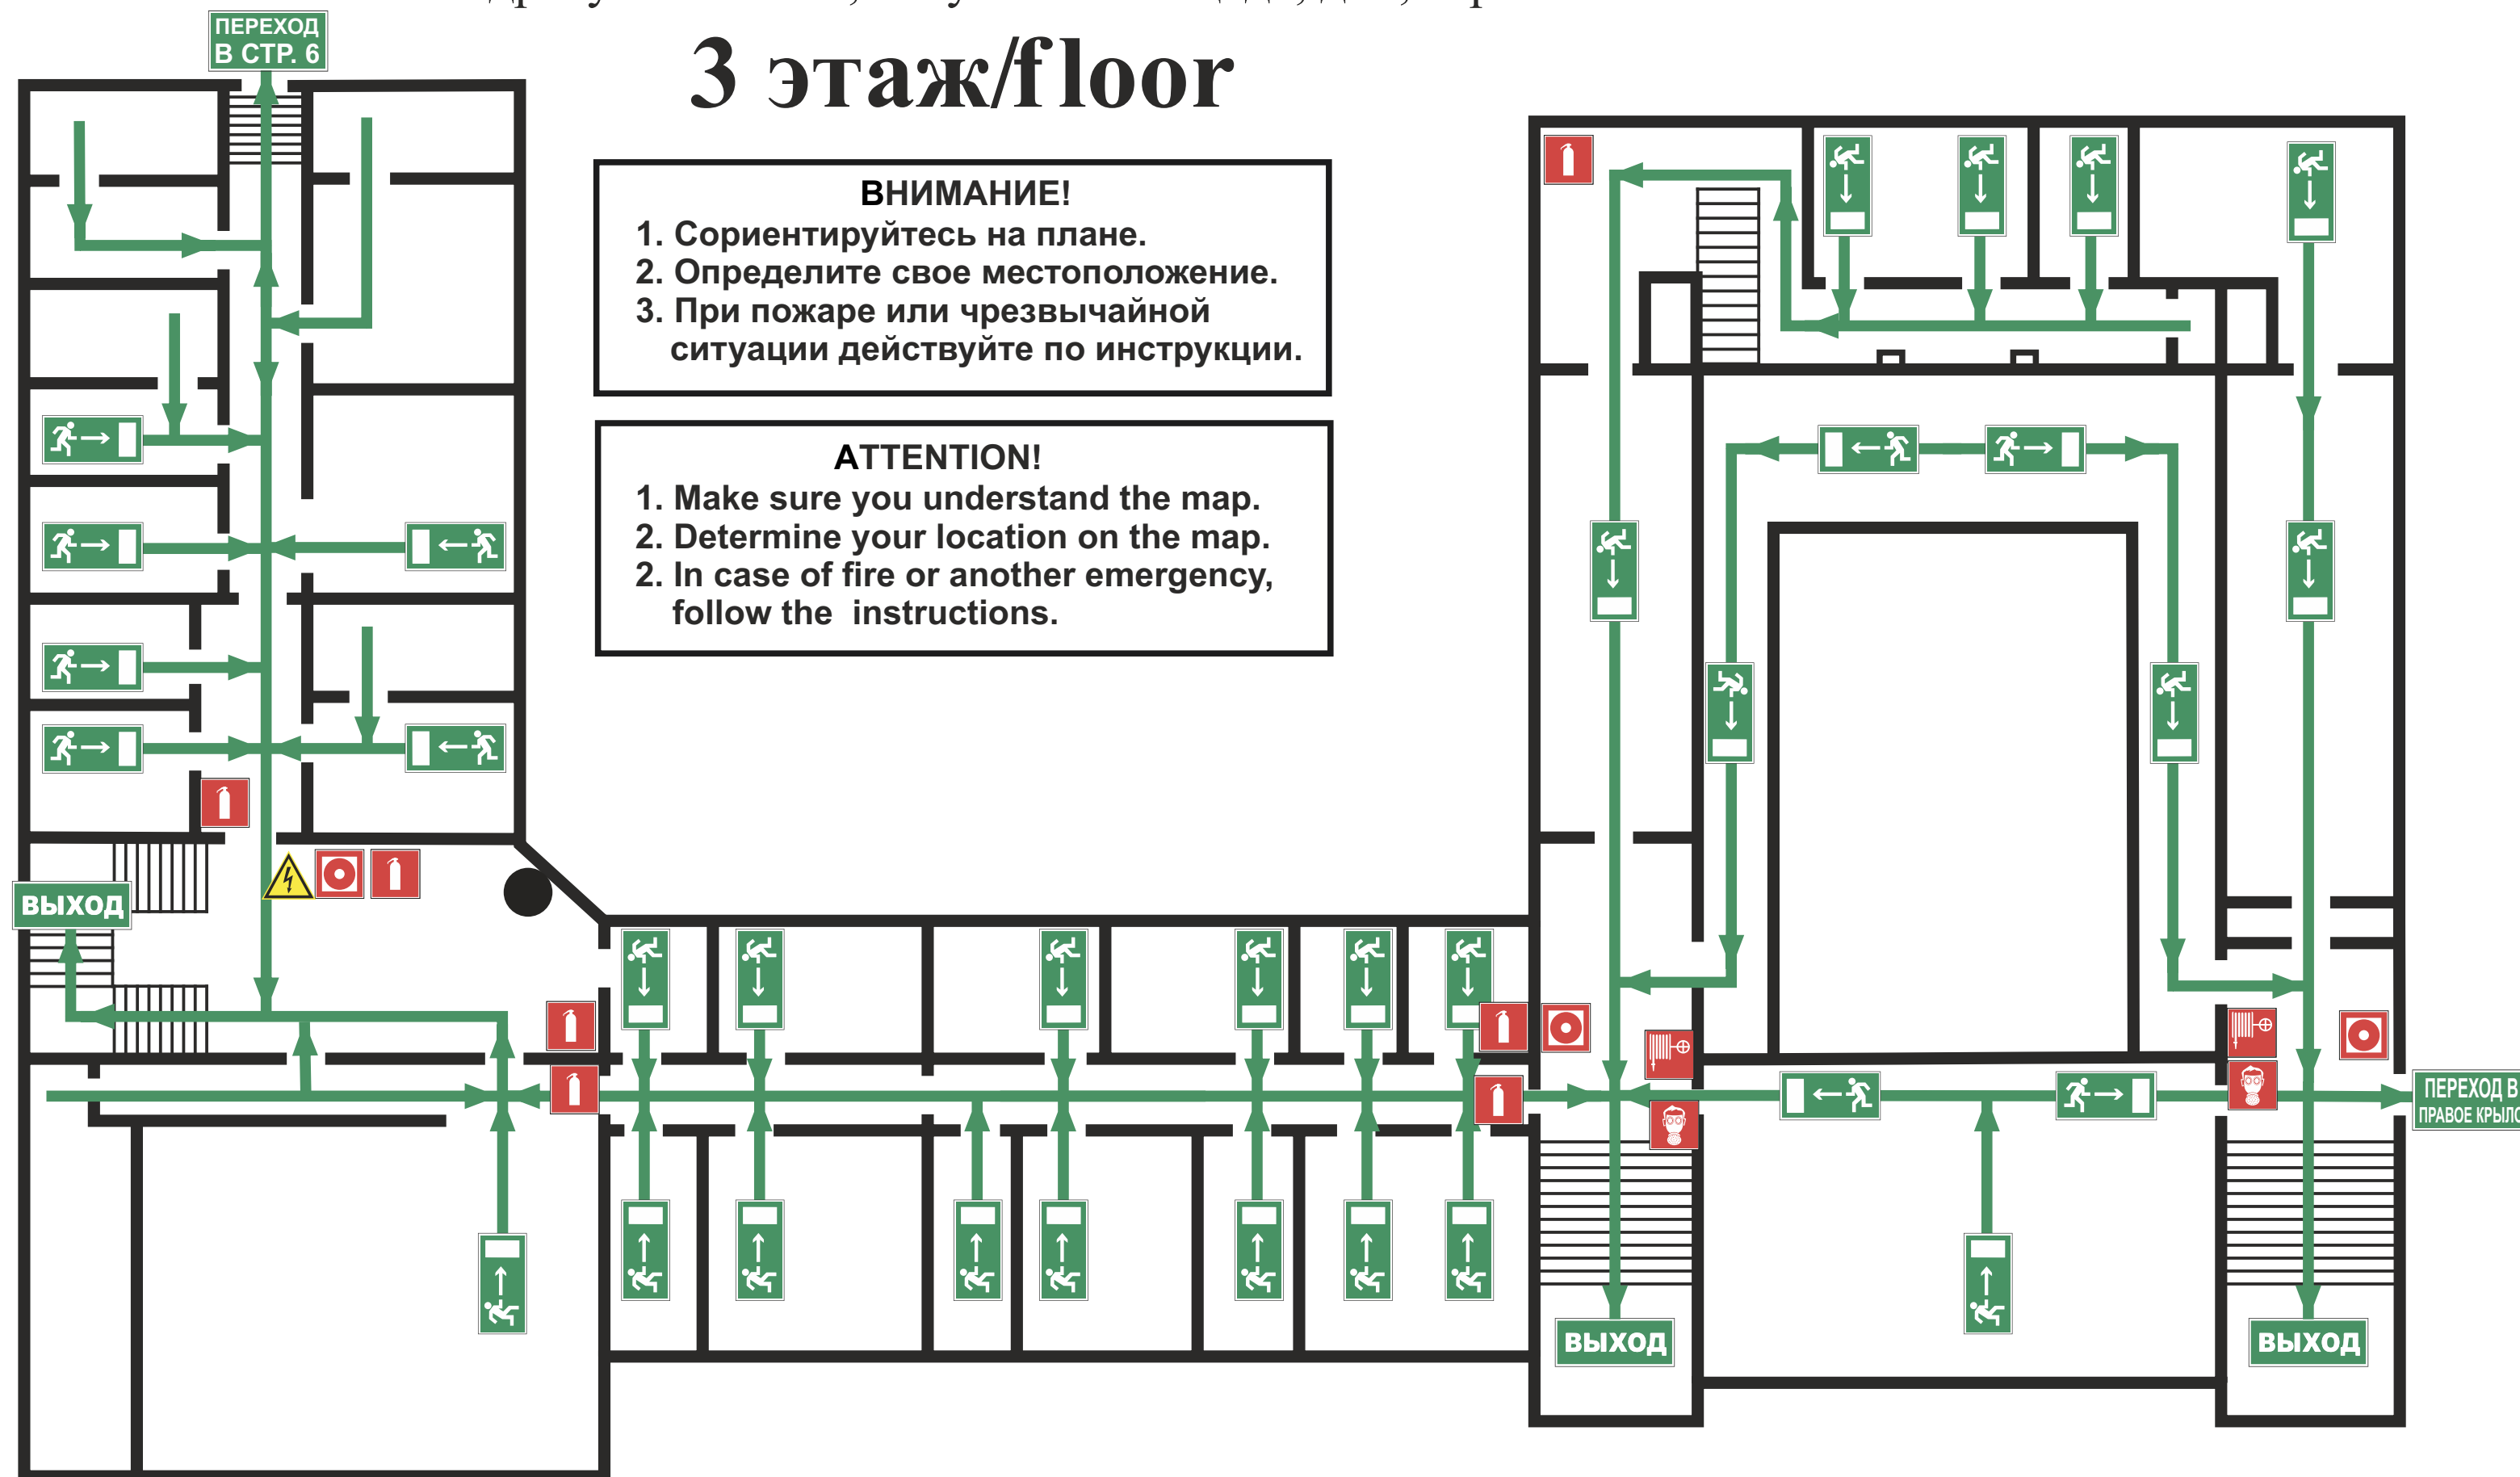 ПЕРЕХОД
В СТР. 6
3 этаж/floor
ВНИМАНИЕ!
1. Сориентируйтесь на плане.
2. Определите свое местоположение.
3. При пожаре или чрезвычайной
ситуации действуйте по инструкции.
ATTENTION!
1. Make sure you understand the map.
2. Determine your location on the map.
2. In case of fire or another emergency,
follow the instructions.
ВЫХОД
ПЕРЕХОД В
ПРАВОЕ КРЫЛО
ВЫХОД
ВЫХОД